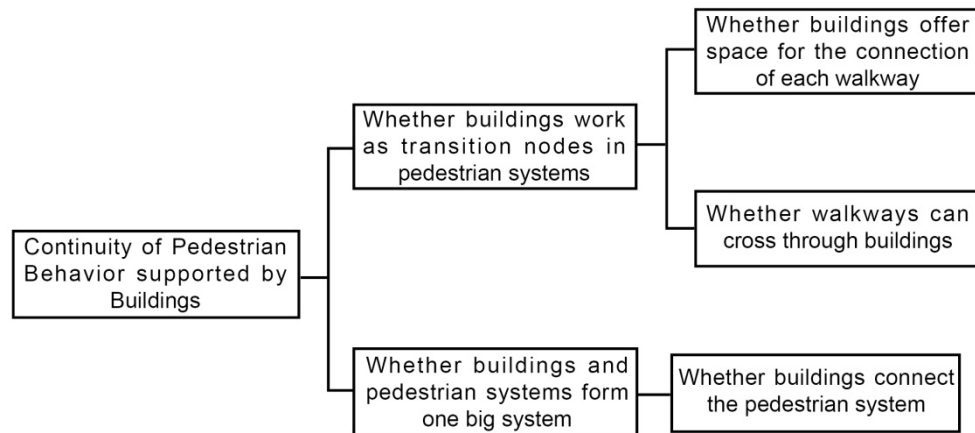 Continuity of Pedestrian
Behavior supported by
Buildings
Whether buildings work
as transition nodes in
pedestrian systems
Whether buildings offer
space for the connection
of each walkway
Whether walkways can
cross through buildings
Whether buildings and
pedestrian systems form
one big system
Whether buildings connect
the pedestrian system